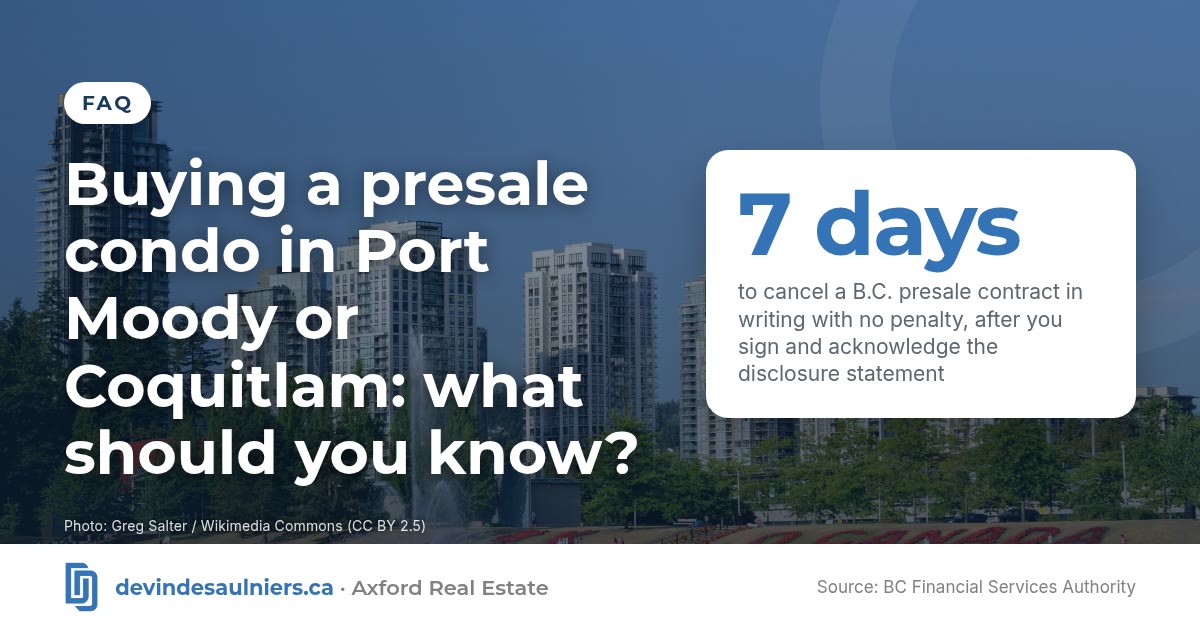 FAQ
Buying a presale
condo in Port
Moody or
Coquitlam: what
should you know?
7 days
to cancel a B.C. presale contract in
writing with no penalty, after you
sign and acknowledge the
disclosure statement
Photo: Greg Salter / Wikimedia Commons (CC BY 2.5)
CANADA
devindesaulniers.ca · Axford Real Estate
Source: BC Financial Services Authority